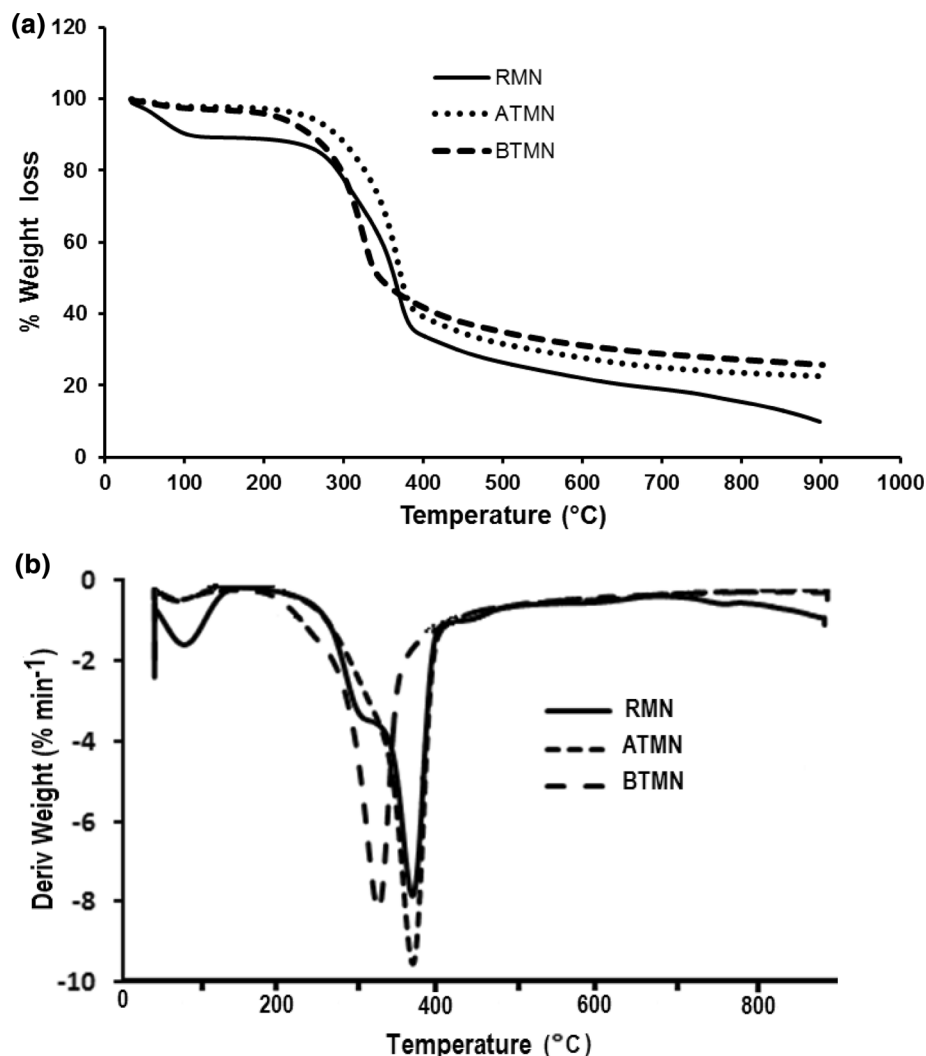 (a)
120
100
80
60
40
20
0
% Weight loss
RMN
ATMN
BTMN
0 100 200 300 400 500 600 700 800 900 1000
Temperature (°C)
(b)
0
-2
-4
-6
-8
-10
Deriv Weight (% min-1)
RMN
ATMN
BTMN
0 200 400 600 800
Temperature (°C)